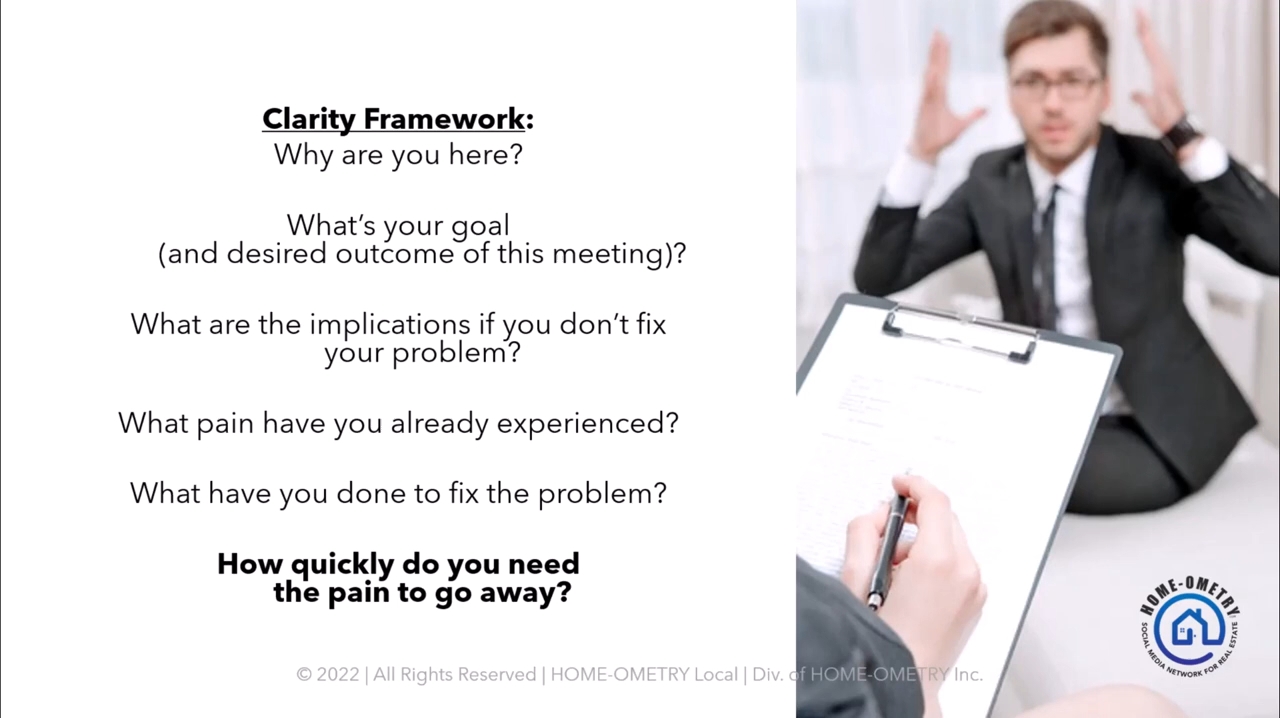 Clarity Framework:
Why are you here?
What’s your goal
(and desired outcome of this meeting)?
What are the implications if you don’t fix
your problem?
What pain have you already experienced?
What have you done to fix the problem?
How quickly do you need
the pain to go away?
HOME-OMETRY
SOCIAL MEDIA NETWORK FOR REAL ESTATE
© 2022 | All Rights Reserved | HOME-OMETRY Local | Div. of HOME-OMETRY Inc.